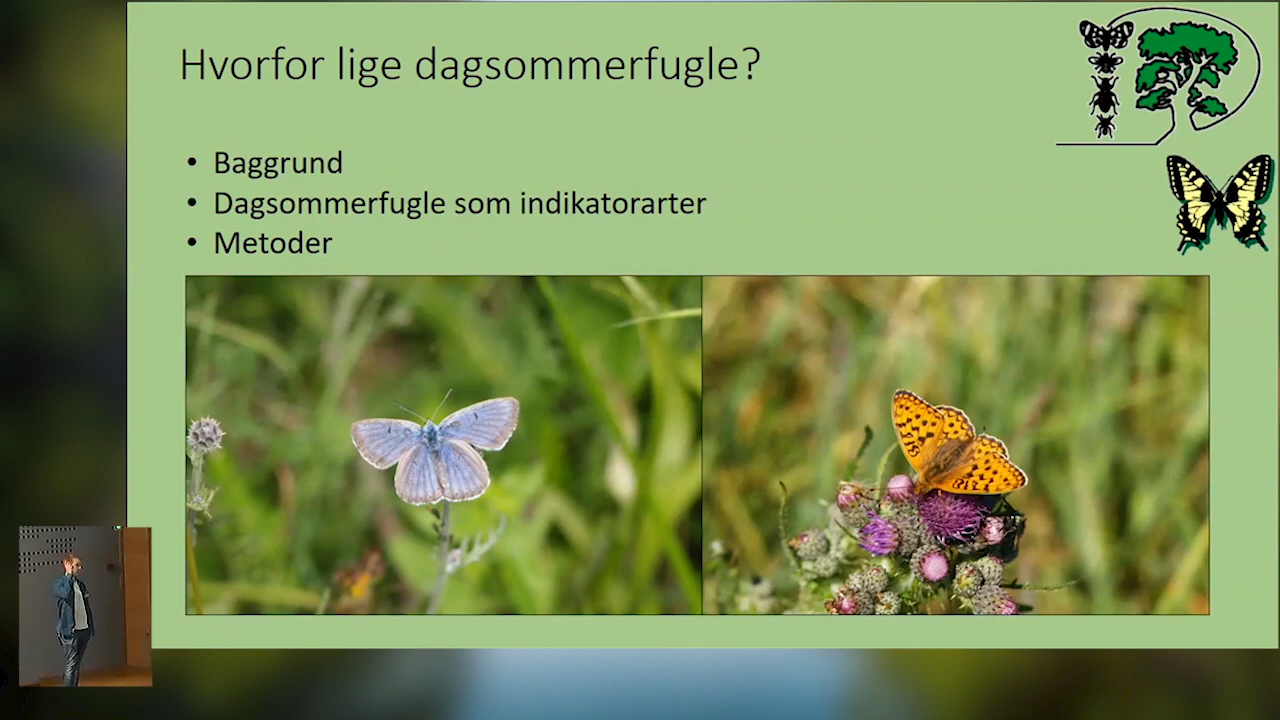 Hvorfor lige dagsommerfugle?
• Baggrund
• Dagsommerfugle som indikatorarter
• Metoder